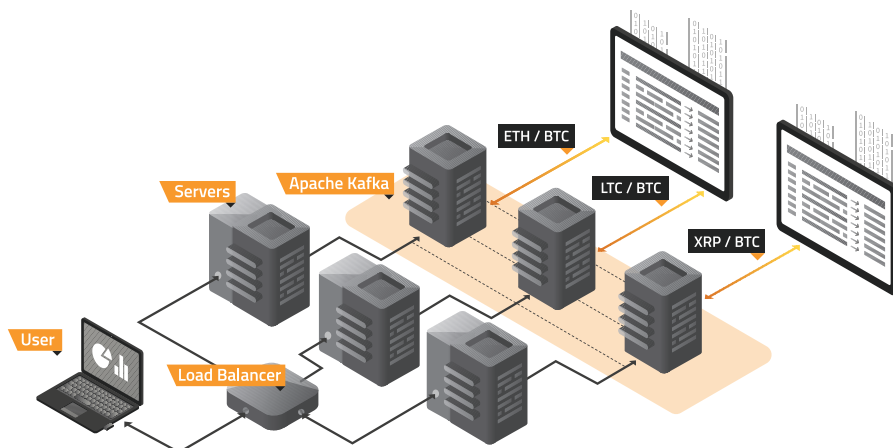 ETH / BTC
Apache Kafka
LTC / BTC
Servers
XRP / BTC
User
Load Balancer